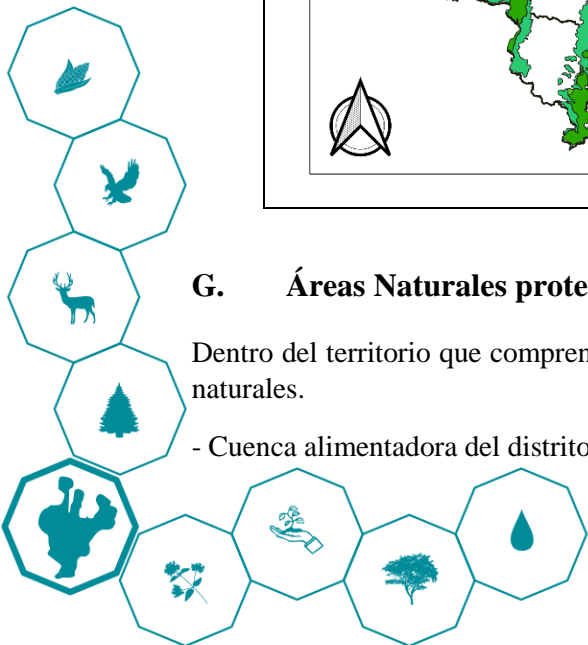 G. Áreas Naturales prote
Dentro del territorio que compren
naturales.
- Cuenca alimentadora del distrito